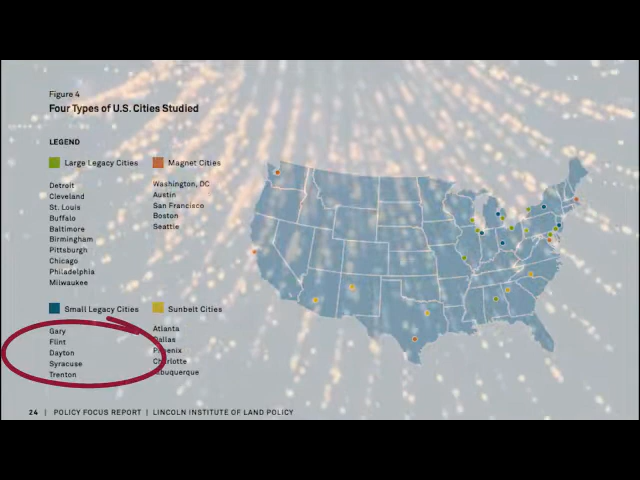 Figure 4
Four Types of U.S. Cities Studied
LEGEND
Large Legacy Cities
Detroit
Cleveland
St. Louis
Buffalo
Baltimore
Birmingham
Pittsburgh
Chicago
Philadelphia
Milwaukee
Magnet Cities
Washington, DC
Austin
San Francisco
Boston
Seattle
Small Legacy Cities
Gary
Flint
Dayton
Syracuse
Trenton
Sunbelt Cities
Atlanta
Dallas
Phoenix
Charlotte
Albuquerque
24 | POLICY FOCUS REPORT | LINCOLN INSTITUTE OF LAND POLICY